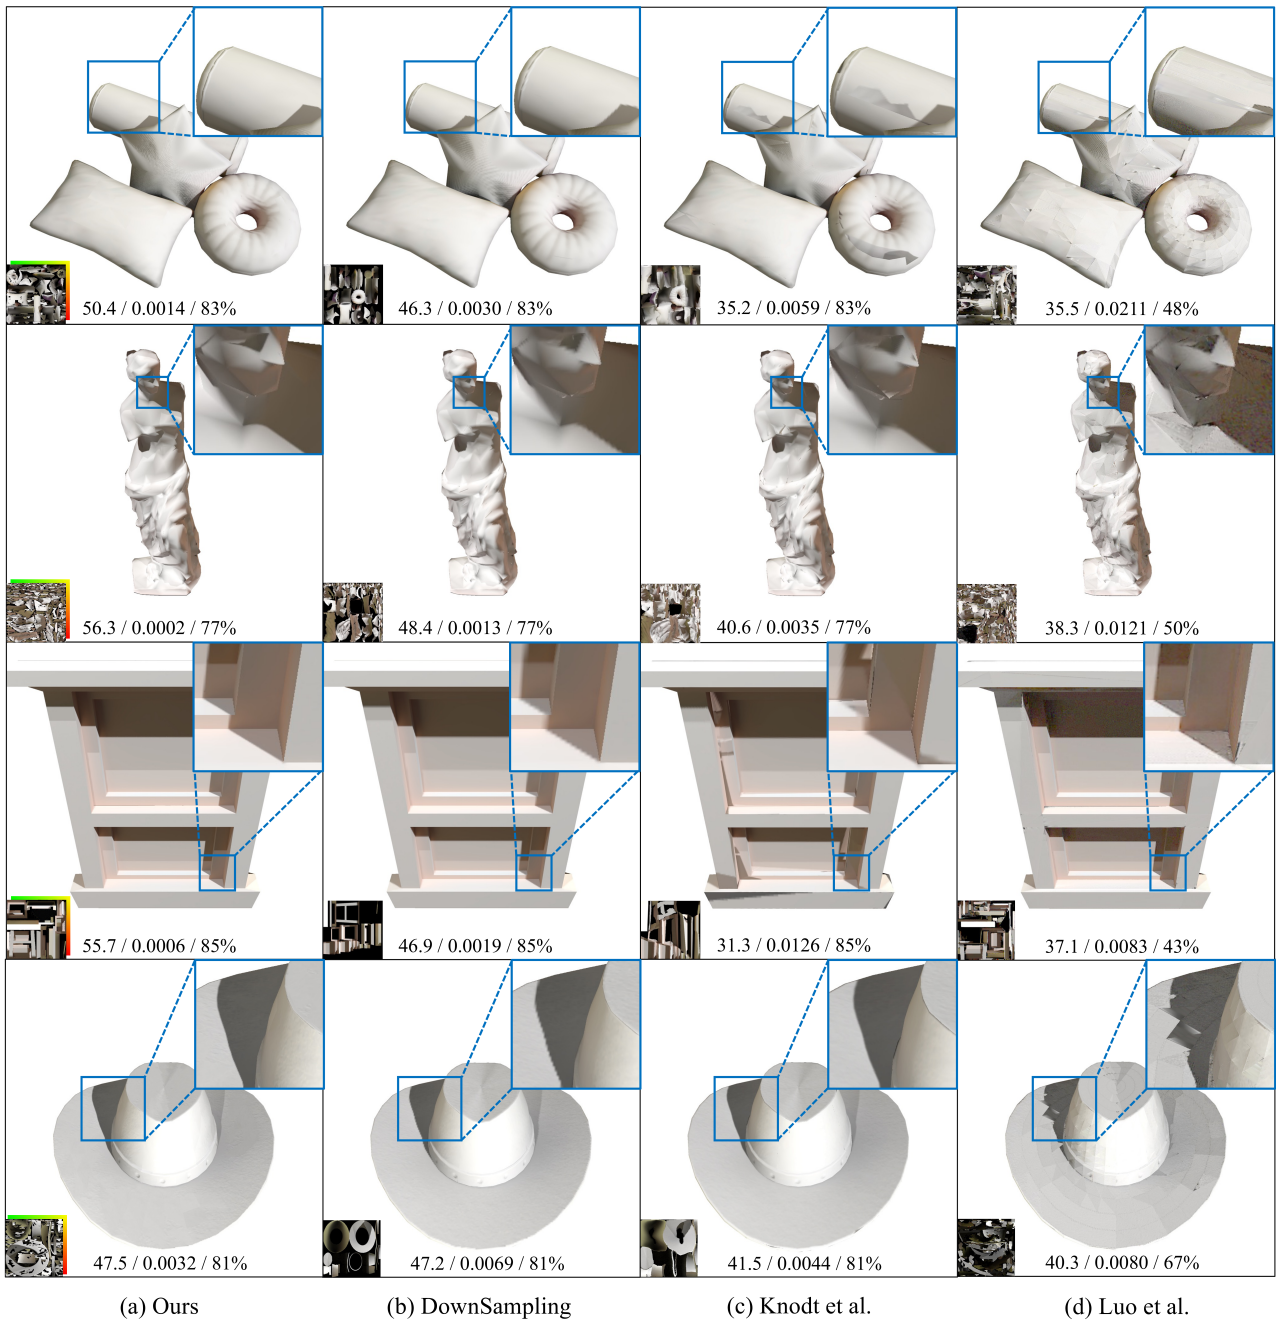 50.4 / 0.0014 / 83%
46.3 / 0.0030 / 83%
35.2 / 0.0059 / 83%
35.5 / 0.0211 / 48%
56.3 / 0.0002 / 77%
48.4 / 0.0013 / 77%
40.6 / 0.0035 / 77%
38.3 / 0.0121 / 50%
55.7 / 0.0006 / 85%
46.9 / 0.0019 / 85%
31.3 / 0.0126 / 85%
37.1 / 0.0083 / 43%
47.5 / 0.0032 / 81%
47.2 / 0.0069 / 81%
41.5 / 0.0044 / 81%
40.3 / 0.0080 / 67%
(a) Ours
(b) DownSampling
(c) Knodt et al.
(d) Luo et al.